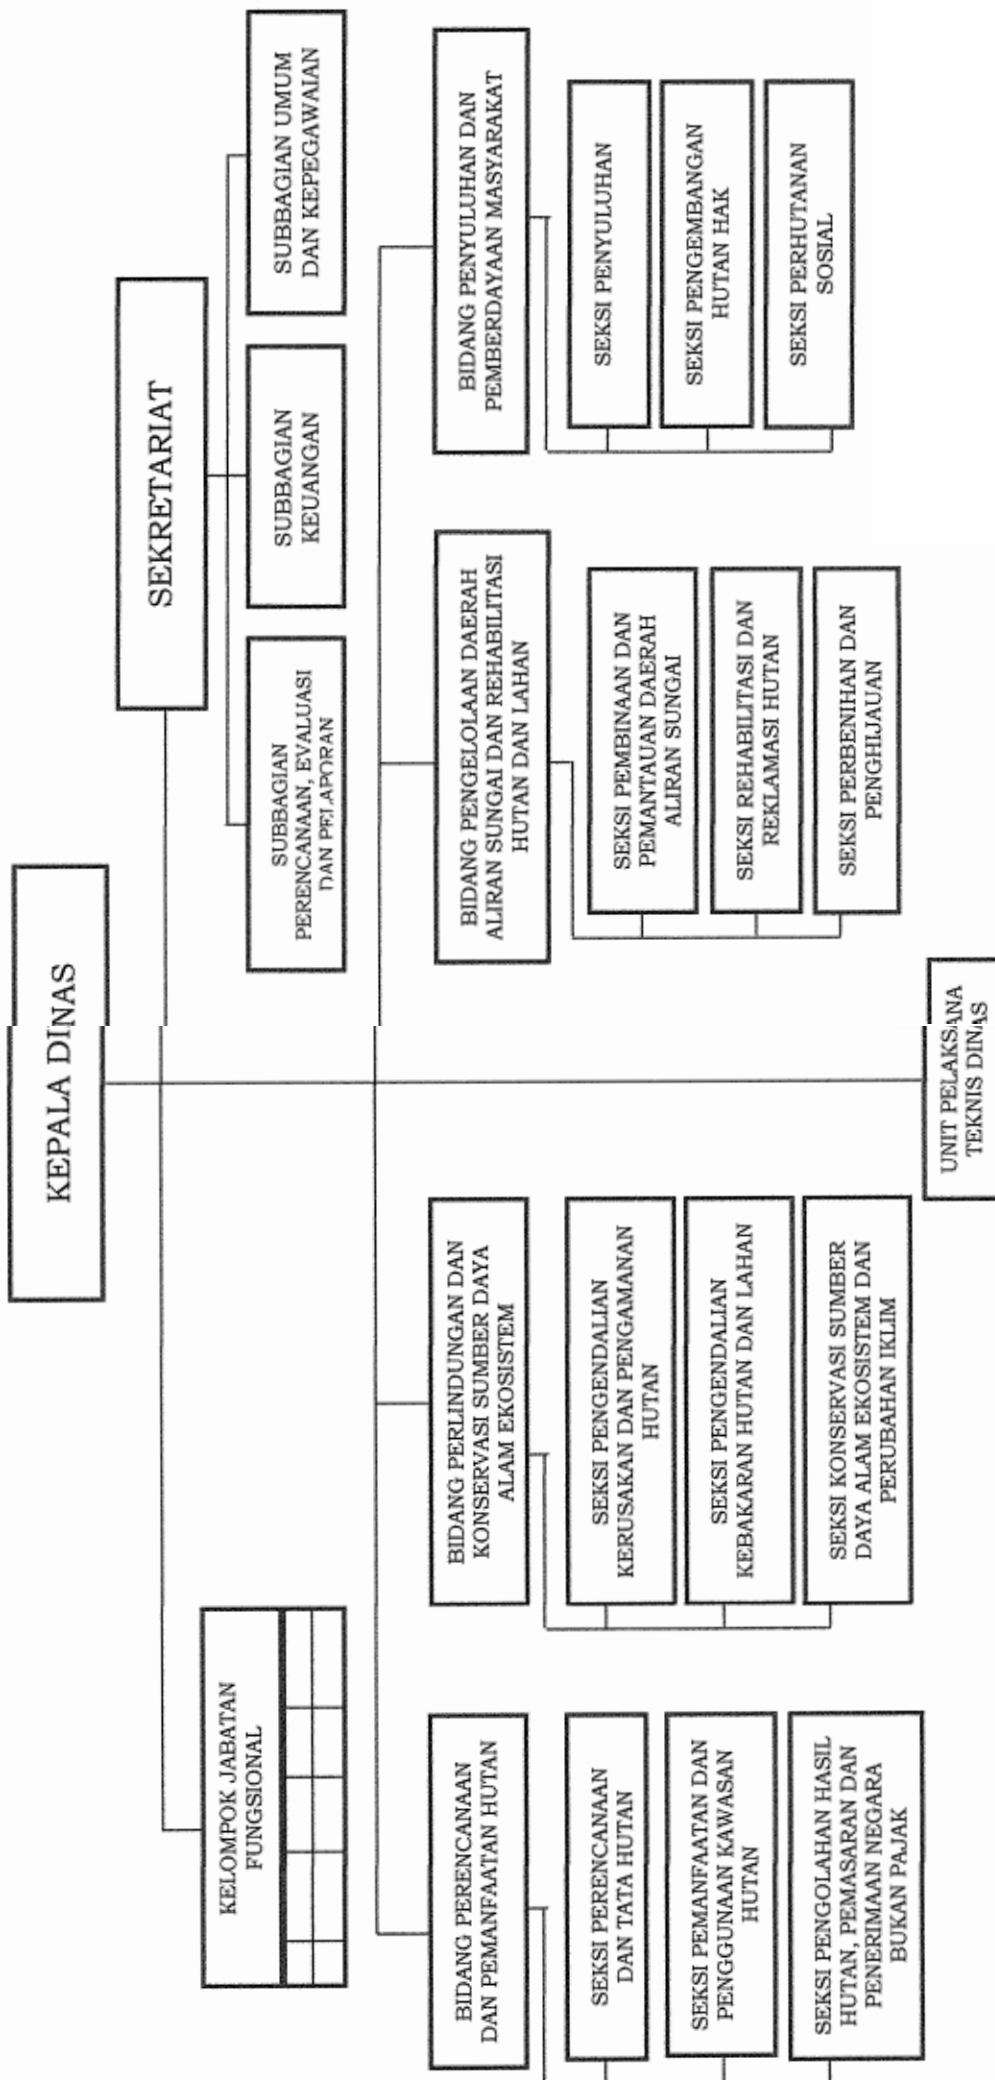 KEPALA DINAS
KELOMPOK JABATAN
FUNGSIONAL
SEKRETARIAT
SUBBAGIAN
PERENCANAAN, EVALUASI
DAN PELAPORAN
SUBBAGIAN
KEUANGAN
SUBBAGIAN UMUM
DAN KEPEGAWAIAN
BIDANG PERENCANAAN
DAN PEMANFAATAN HUTAN
SEKSI PERENCANAAN
DAN TATA HUTAN
SEKSI PEMANFAATAN DAN
PENGGUNAAN KAWASAN
HUTAN
SEKSI PENGOLAHAN HASIL
HUTAN, PEMASARAN DAN
PENERIMAAN NEGARA
BUKAN PAJAK
BIDANG PERLINDUNGAN DAN
KONSERVASI SUMBER DAYA
ALAM EKOSISTEM
SEKSI PENGENDALIAN
KERUSAKAN DAN PENGAMANAN
HUTAN
SEKSI PENGENDALIAN
KEBAKARAN HUTAN DAN LAHAN
SEKSI KONSERVASI SUMBER
DAYA ALAM EKOSISTEM DAN
PERUBAHAN IKLIM
BIDANG PENGELOLAAN DAERAH
ALIRAN SUNGAI DAN REHABILITASI
HUTAN DAN LAHAN
SEKSI PEMBINAAN DAN
PEMANTAUAN DAERAH
ALIRAN SUNGAI
SEKSI REHABILITASI DAN
REKLAMASI HUTAN
SEKSI PERBENIHAN DAN
PENGHIJAUAN
BIDANG PENYULUHAN DAN
PEMBERDAYAAN MASYARAKAT
SEKSI PENYULUHAN
SEKSI PENGEMBANGAN
HUTAN HAK
SEKSI PERHUTANAN
SOSIAL
UNIT PELAKSANA
TEKNIS DINAS